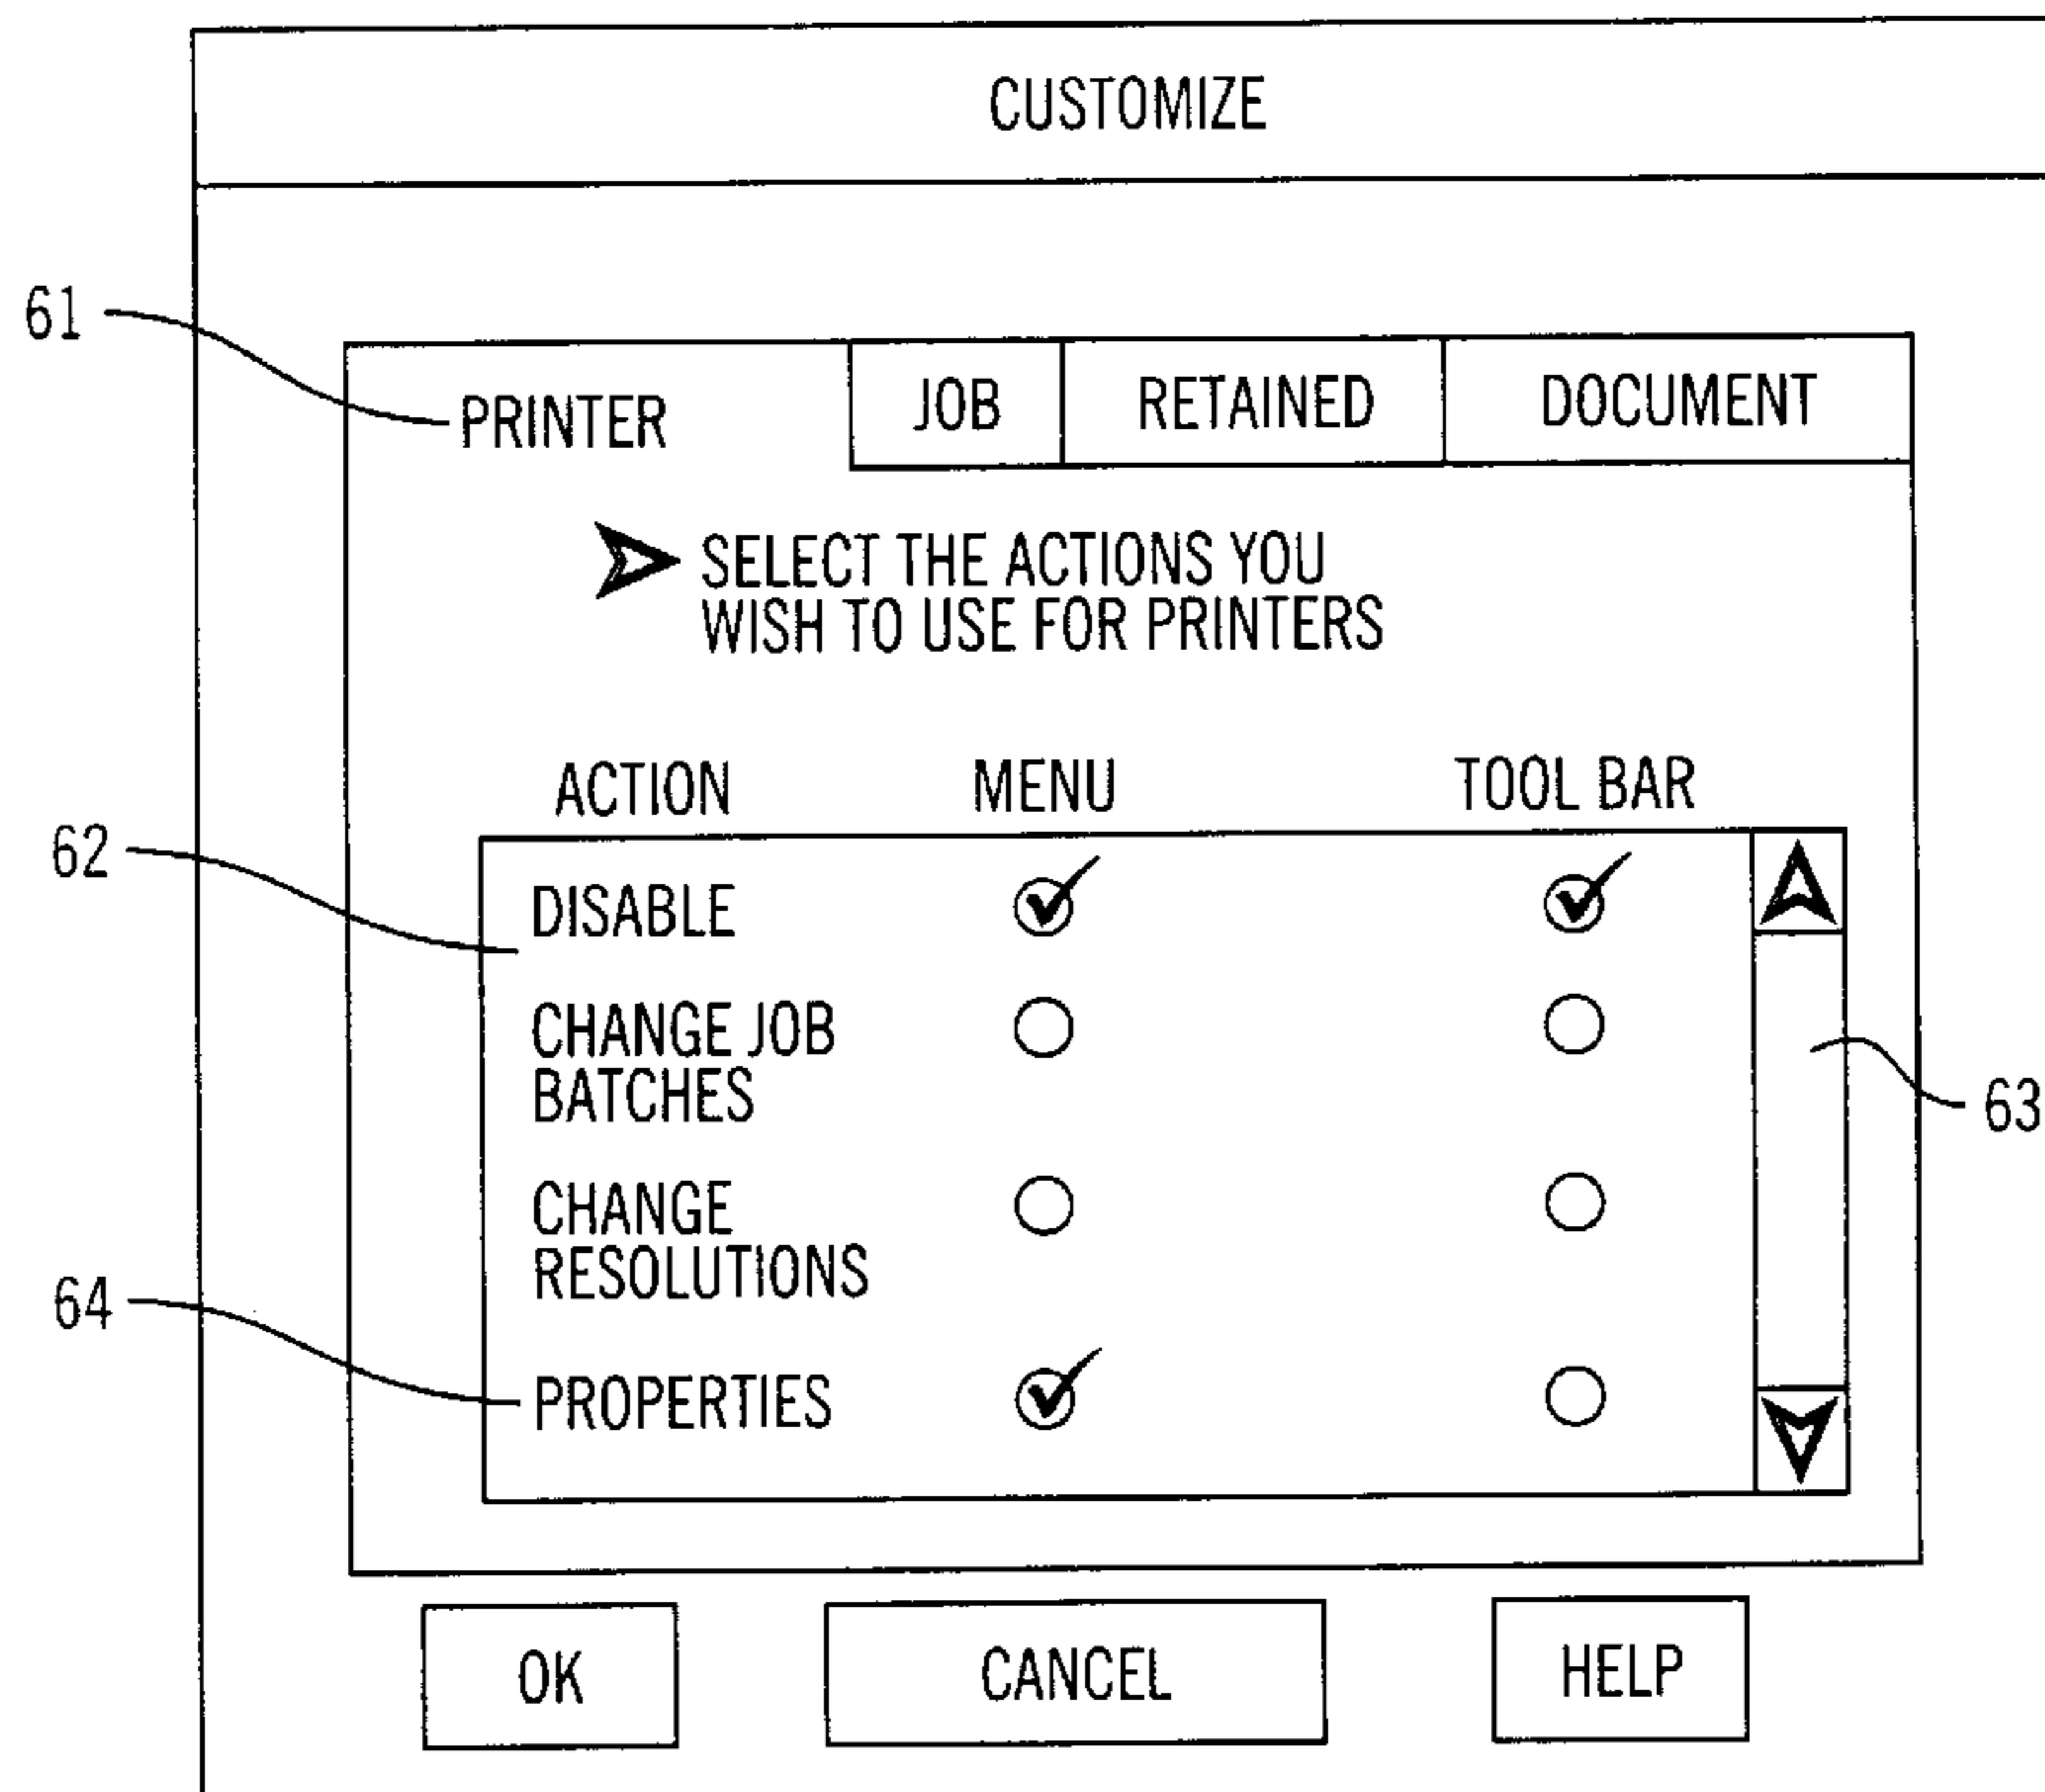 CUSTOMIZE
61
PRINTER
JOB
RETAINED
DOCUMENT
SELECT THE ACTIONS YOU
WISH TO USE FOR PRINTERS
ACTION
MENU
TOOL BAR
62
DISABLE
CHANGE JOB
BATCHES
63
CHANGE
RESOLUTIONS
64
PROPERTIES
OK
CANCEL
HELP